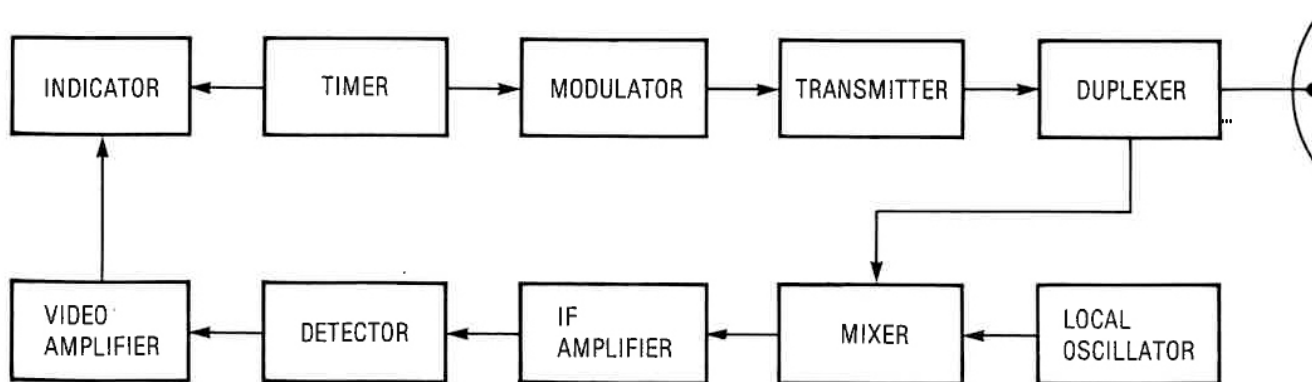 INDICATOR
TIMER
MODULATOR
TRANSMITTER
DUPLEXER
VIDEO
AMPLIFIER
DETECTOR
IF
AMPLIFIER
MIXER
LOCAL
OSCILLATOR